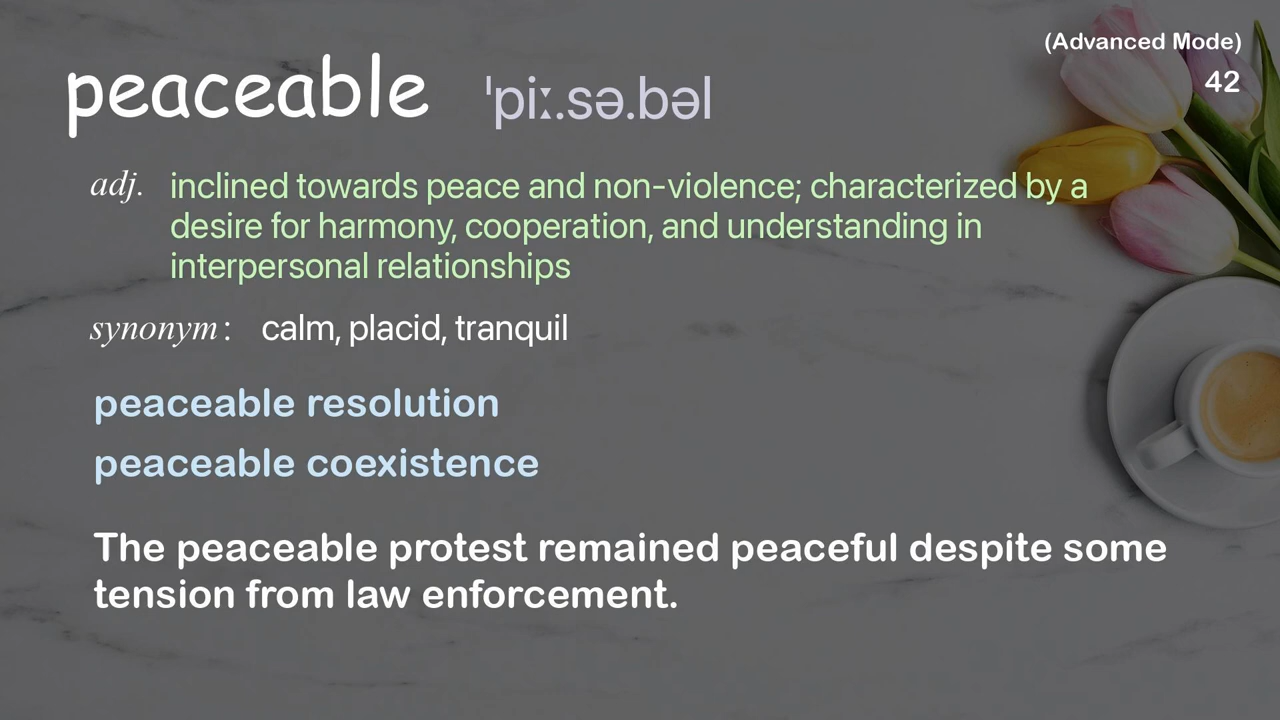 (Advanced Mode)
42
peaceable ˈpiː.sə.bəl
adj. inclined towards peace and non-violence; characterized by a
desire for harmony, cooperation, and understanding in
interpersonal relationships
synonym: calm, placid, tranquil
peaceable resolution
peaceable coexistence
The peaceable protest remained peaceful despite some
tension from law enforcement.